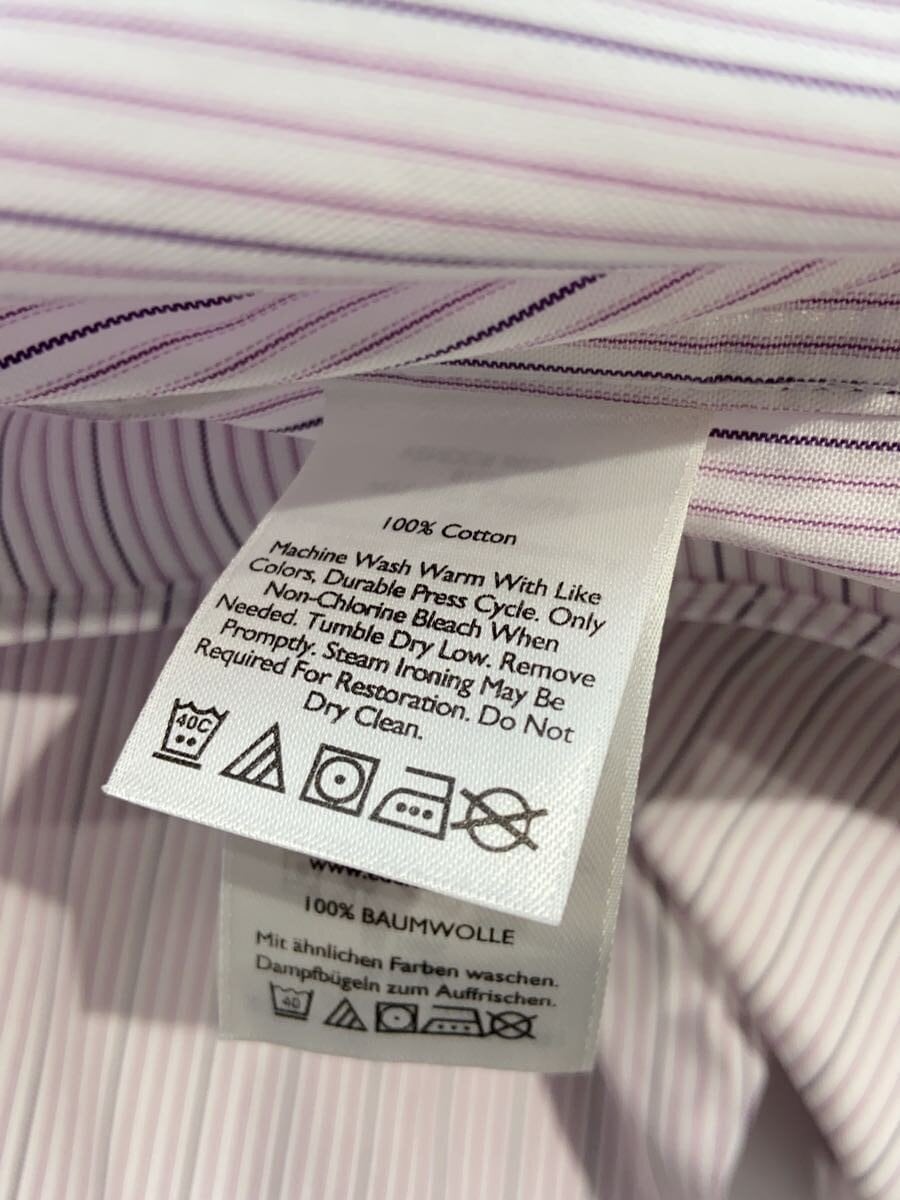 100% Cotton
Machine Wash Warm With Like
Colors, Durable Press Cycle. Only
Non-Chlorine Bleach When
Needed. Tumble Dry Low. Remove
Promptly. Steam Ironing May Be
Required For Restoration. Do Not
Dry Clean.
40C
100% BAUMWOLLE
Mit ähnlichen Farben waschen.
Dampfbügeln zum Auffrischen.
40